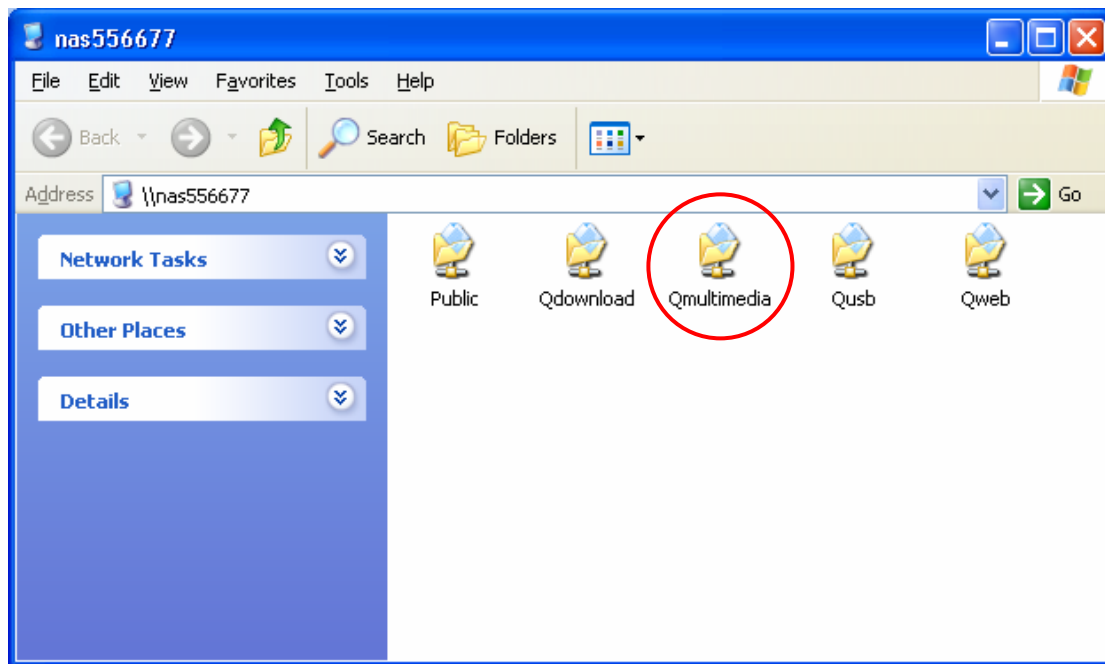 nas556677
File Edit View Favorites Tools Help
Back Search Folders
Address \\nas556677 Go
Network Tasks
Other Places
Details
Public Qdownload Qmultimedia Qusb Qweb